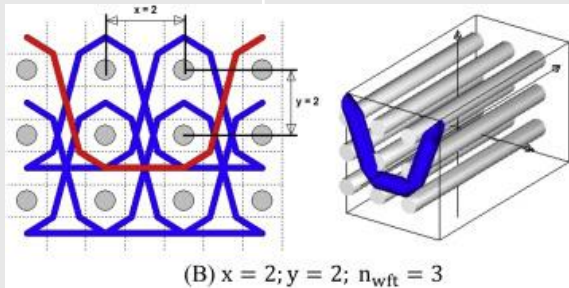 x = 2
y = 2
(B) x = 2; y = 2; n_wft = 3